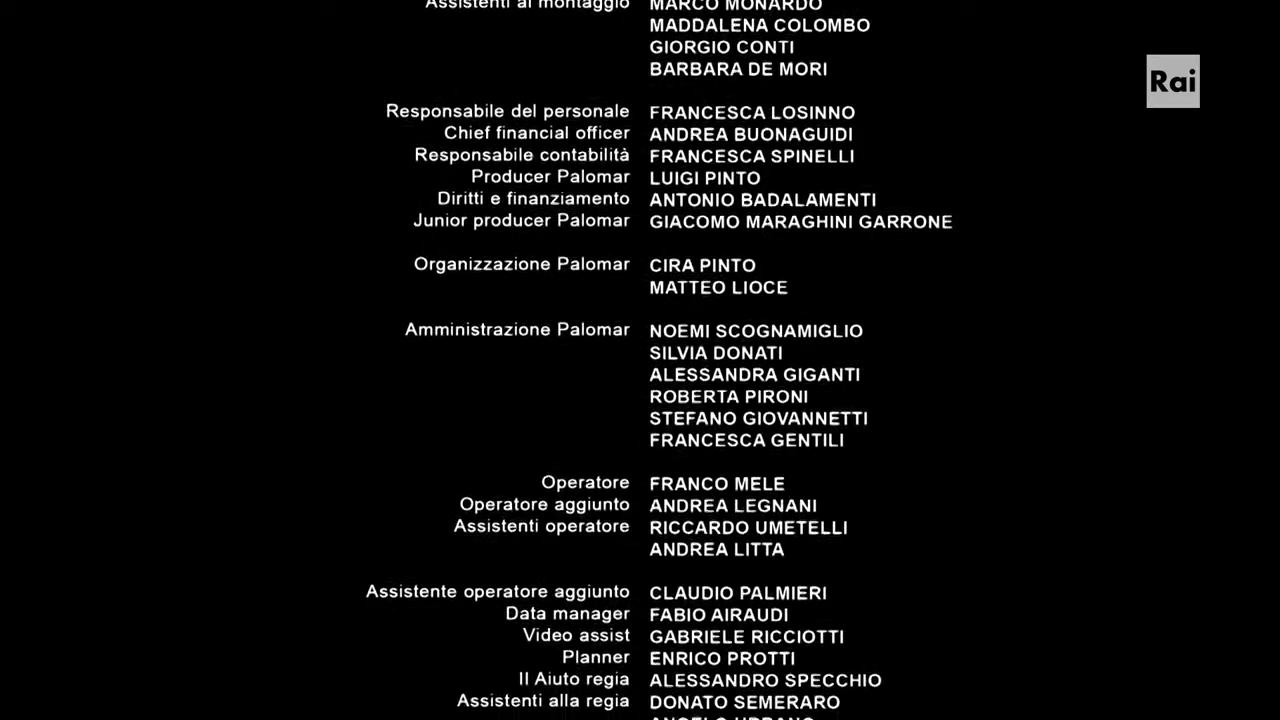 Assistenti al montaggio MARCO MONARDO
MADDALENA COLOMBO
GIORGIO CONTI
BARBARA DE MORI
Rai
Responsabile del personale FRANCESCA LOSINNO
Chief financial officer ANDREA BUONAGUIDI
Responsabile contabilità FRANCESCA SPINELLI
Producer Palomar LUIGI PINTO
Diritti e finanziamento ANTONIO BADALAMENTI
Junior producer Palomar GIACOMO MARAGHINI GARRONE
Organizzazione Palomar CIRA PINTO
MATTEO LIOCE
Amministrazione Palomar NOEMI SCOGNAMIGLIO
SILVIA DONATI
ALESSANDRA GIGANTI
ROBERTA PIRONI
STEFANO GIOVANNETTI
FRANCESCA GENTILI
Operatore FRANCO MELE
Operatore aggiunto ANDREA LEGNANI
Assistenti operatore RICCARDO UMETELLI
ANDREA LITTA
Assistente operatore aggiunto CLAUDIO PALMIERI
Data manager FABIO AIRAUDI
Video assist GABRIELE RICCIOTTI
Planner ENRICO PROTTI
II Aiuto regia ALESSANDRO SPECCHIO
Assistenti alla regia DONATO SEMERARO
ANGELO URBANO